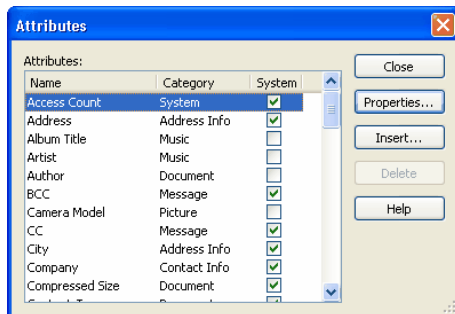 Attributes
Attributes:
Close
Name Category System
Access Count System
Properties...
Address Address Info
Album Title Music
Insert...
Artist Music
Author Document
Delete
BCC Message
Camera Model Picture
Help
CC Message
City Address Info
Company Contact Info
Compressed Size Document